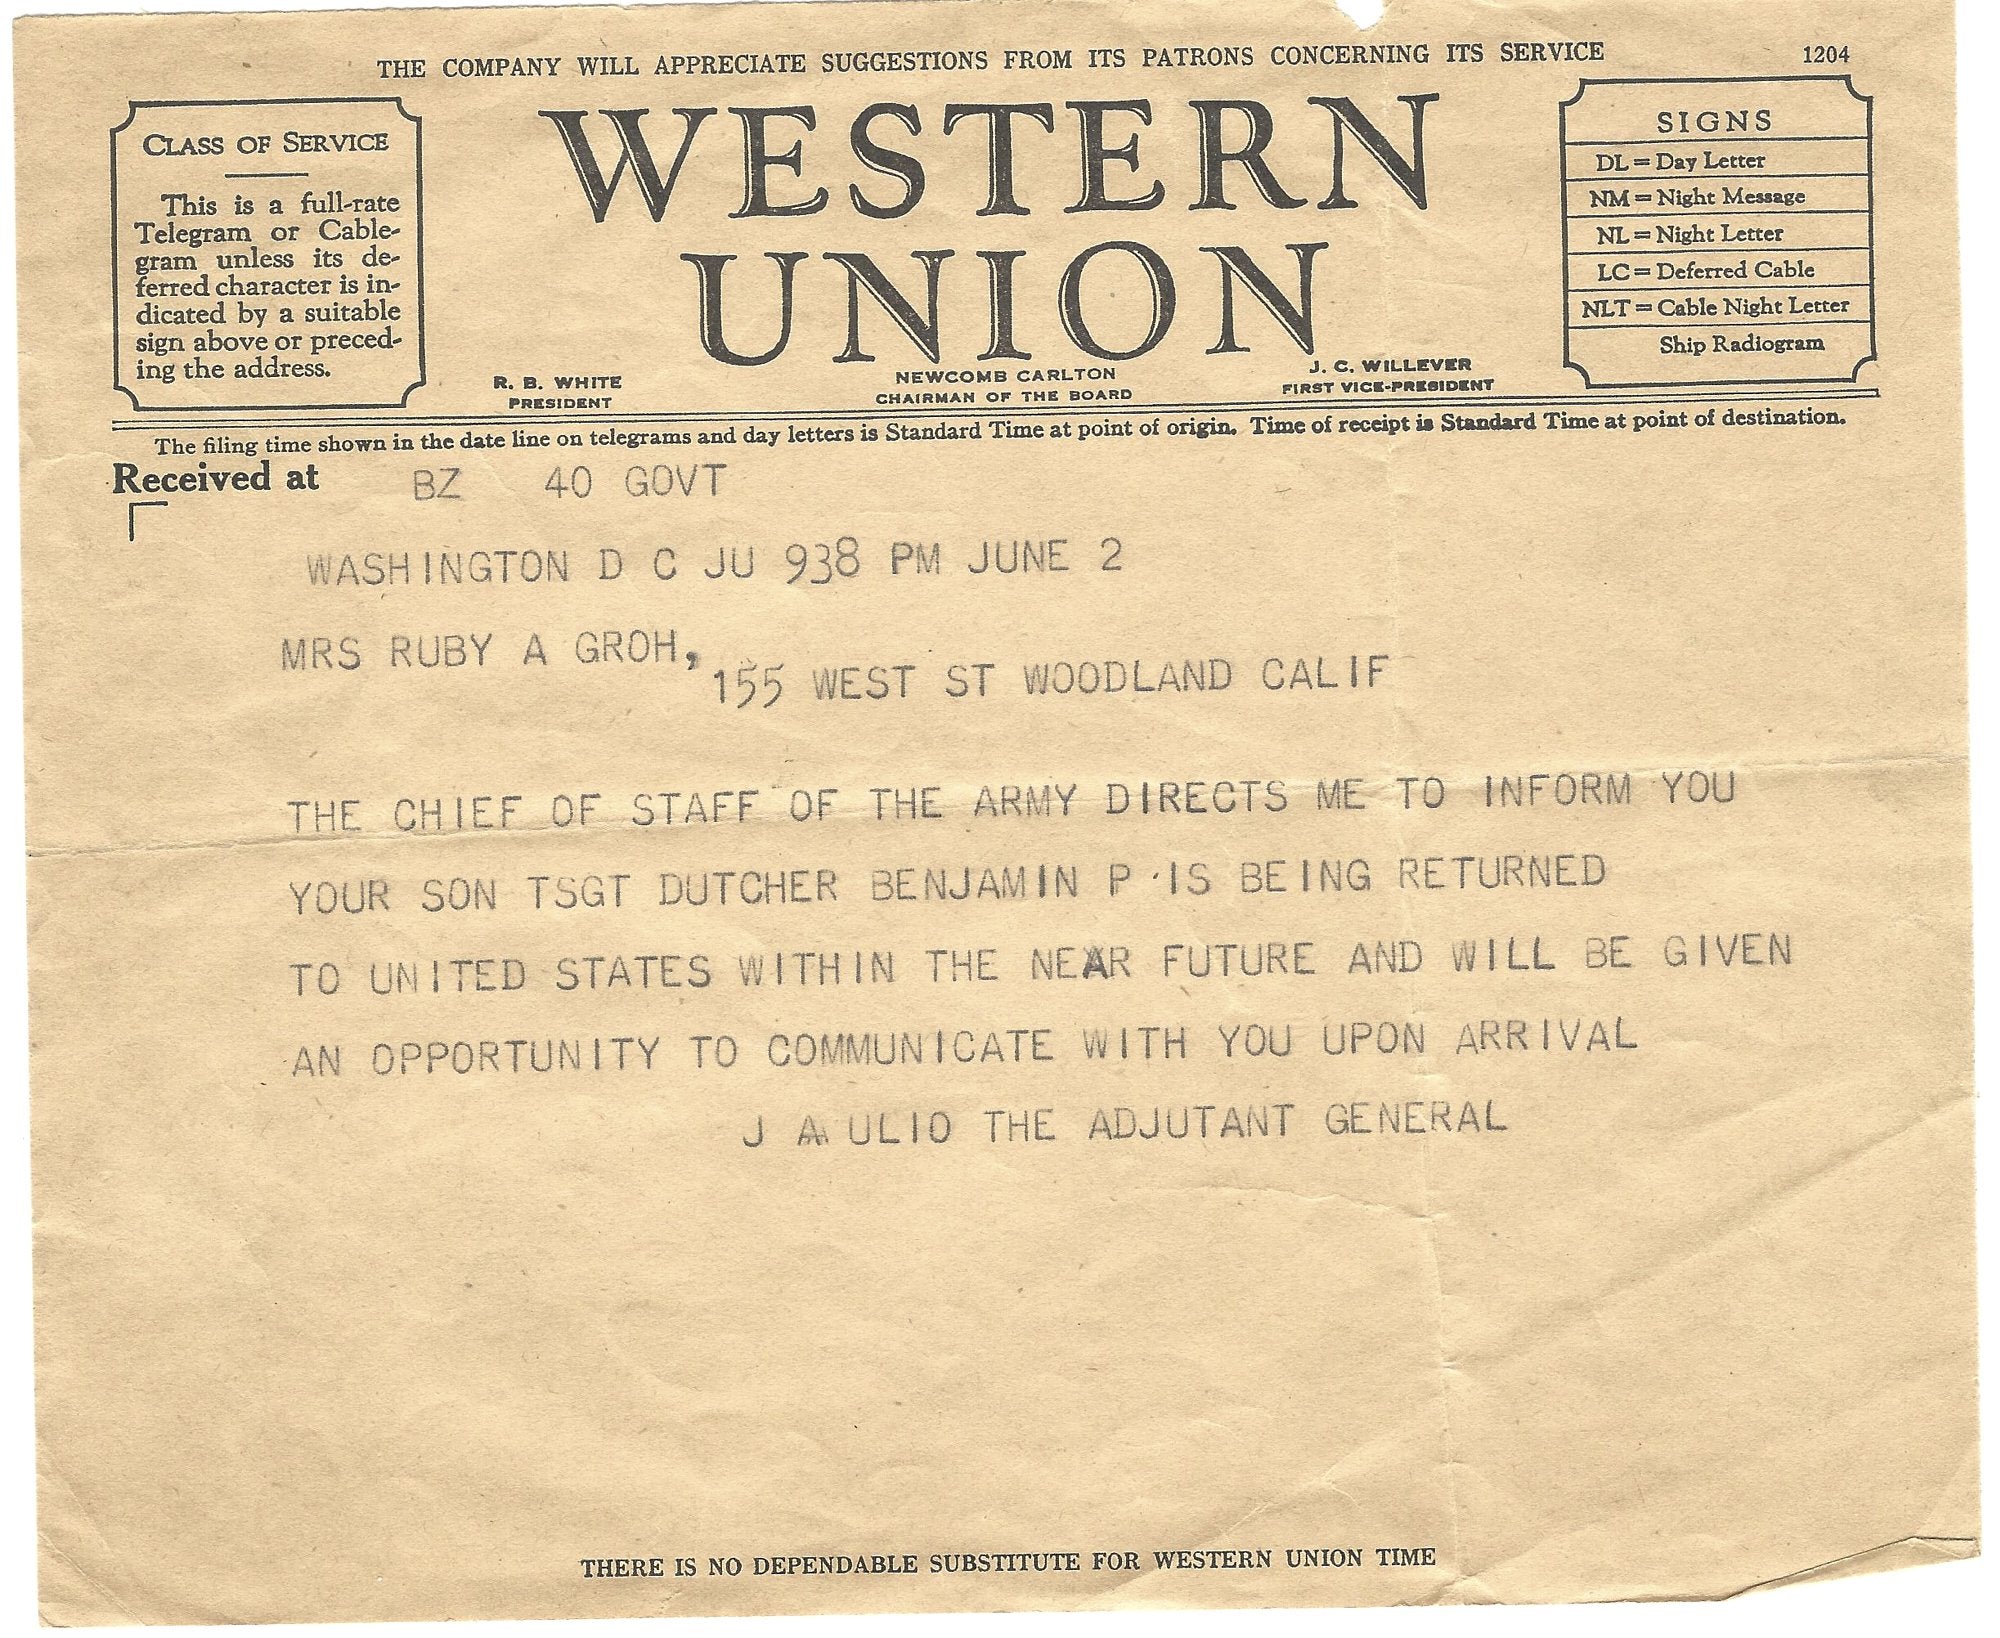 THE COMPANY WILL APPRECIATE SUGGESTIONS FROM ITS PATRONS CONCERNING ITS SERVICE
1204
CLASS OF SERVICE
This is a full-rate
Telegram or Cable-
gram unless its de-
ferred character is in-
dicated by a suitable
sign above or preced-
ing the address.
WESTERN
UNION
R. B. WHITE
PRESIDENT
NEWCOMB CARLTON
CHAIRMAN OF THE BOARD
J. C. WILLEVER
FIRST VICE-PRESIDENT
SIGNS
DL = Day Letter
NM = Night Message
NL = Night Letter
LC = Deferred Cable
NLT = Cable Night Letter
Ship Radiogram
The filing time shown in the date line on telegrams and day letters is Standard Time at point of origin. Time of receipt is Standard Time at point of destination.
Received at BZ 40 GOVT
WASHINGTON D C JU 938 PM JUNE 2
MRS RUBY A GROH,
155 WEST ST WOODLAND CALIF
THE CHIEF OF STAFF OF THE ARMY DIRECTS ME TO INFORM YOU
YOUR SON TSGT DUTCHER BENJAMIN P IS BEING RETURNED
TO UNITED STATES WITHIN THE NEAR FUTURE AND WILL BE GIVEN
AN OPPORTUNITY TO COMMUNICATE WITH YOU UPON ARRIVAL
J A ULIO THE ADJUTANT GENERAL
THERE IS NO DEPENDABLE SUBSTITUTE FOR WESTERN UNION TIME